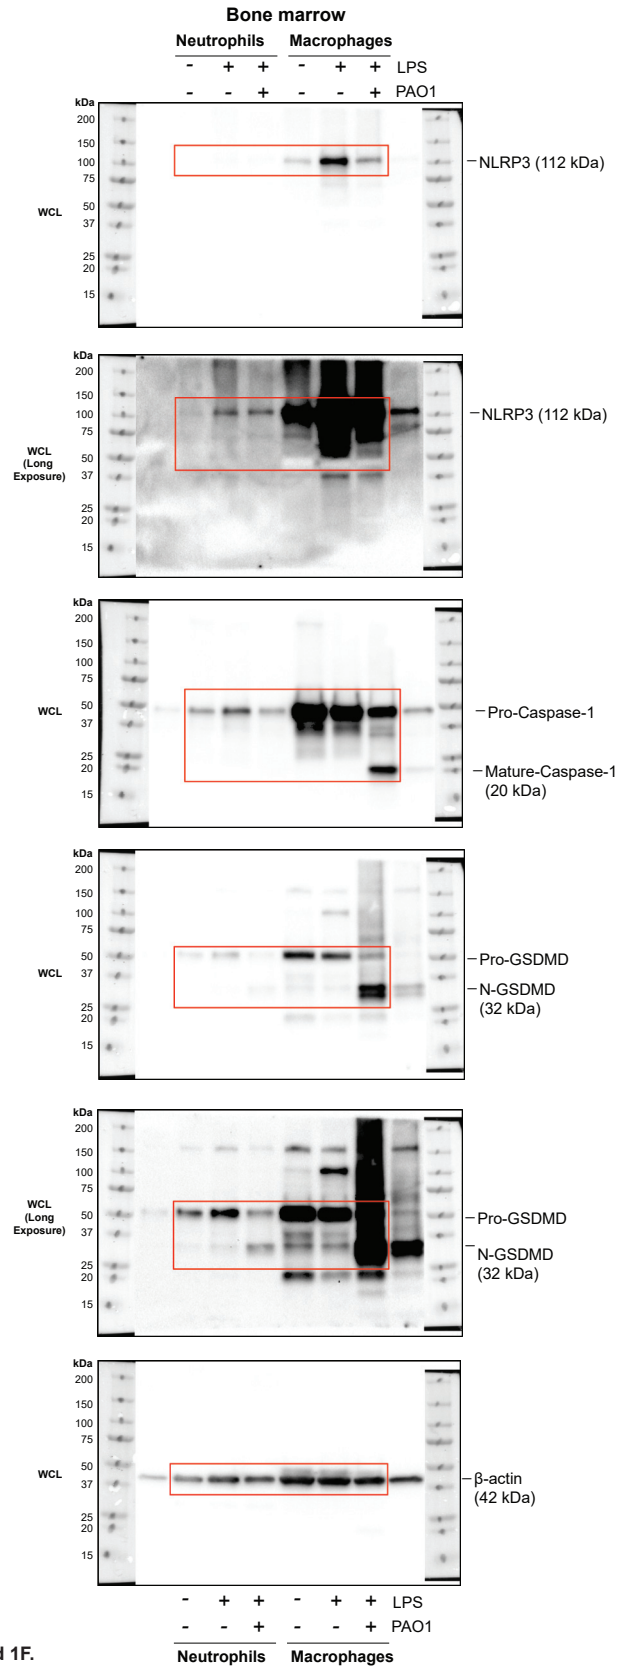 Bone marrow
Neutrophils Macrophages
- + + - + + LPS
- - + - - + PAO1
kDa
200
150
100
75
50
37
25
20
15
WCL
NLRP3 (112 kDa)
kDa
200
150
100
75
50
37
25
20
15
WCL
(Long
Exposure)
NLRP3 (112 kDa)
kDa
200
150
100
75
50
37
25
20
15
WCL
Pro-Caspase-1
Mature-Caspase-1
(20 kDa)
kDa
200
150
100
75
50
37
25
20
15
WCL
Pro-GSDMD
N-GSDMD
(32 kDa)
kDa
200
150
100
75
50
37
25
20
15
WCL
(Long
Exposure)
Pro-GSDMD
N-GSDMD
(32 kDa)
kDa
200
150
100
75
50
37
25
20
15
WCL
β-actin
(42 kDa)
- + + - + + LPS
- - + - - + PAO1
Neutrophils Macrophages
1F.